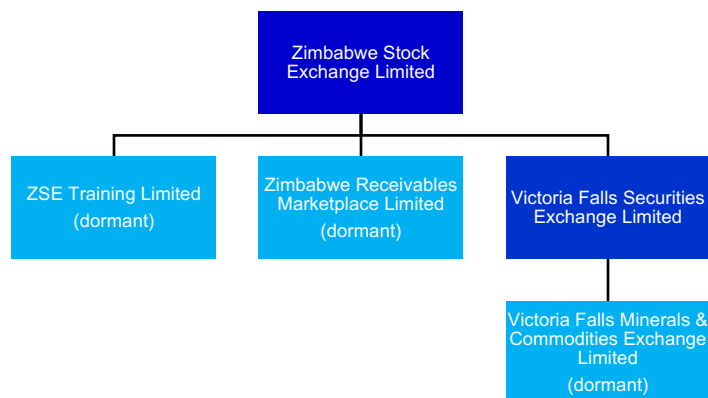 Zimbabwe Stock
Exchange Limited
ZSE Training Limited
(dormant)
Zimbabwe Receivables
Marketplace Limited
(dormant)
Victoria Falls Securities
Exchange Limited
Victoria Falls Minerals &
Commodities Exchange
Limited
(dormant)